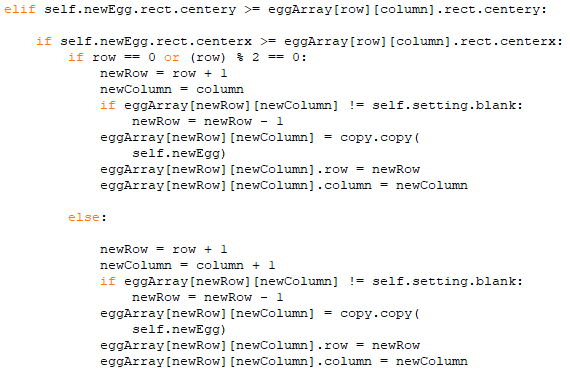 elif self.newEgg.rect.centery >= eggArray[row][column].rect.centery:
if self.newEgg.rect.centerx >= eggArray[row][column].rect.centerx:
if row == 0 or (row) % 2 == 0:
newRow = row + 1
newColumn = column
if eggArray[newRow][newColumn] != self.setting.blank:
newRow = newRow - 1
eggArray[newRow][newColumn] = copy.copy(
self.newEgg)
eggArray[newRow][newColumn].row = newRow
eggArray[newRow][newColumn].column = newColumn
else:
newRow = row + 1
newColumn = column + 1
if eggArray[newRow][newColumn] != self.setting.blank:
newRow = newRow - 1
eggArray[newRow][newColumn] = copy.copy(
self.newEgg)
eggArray[newRow][newColumn].row = newRow
eggArray[newRow][newColumn].column = newColumn